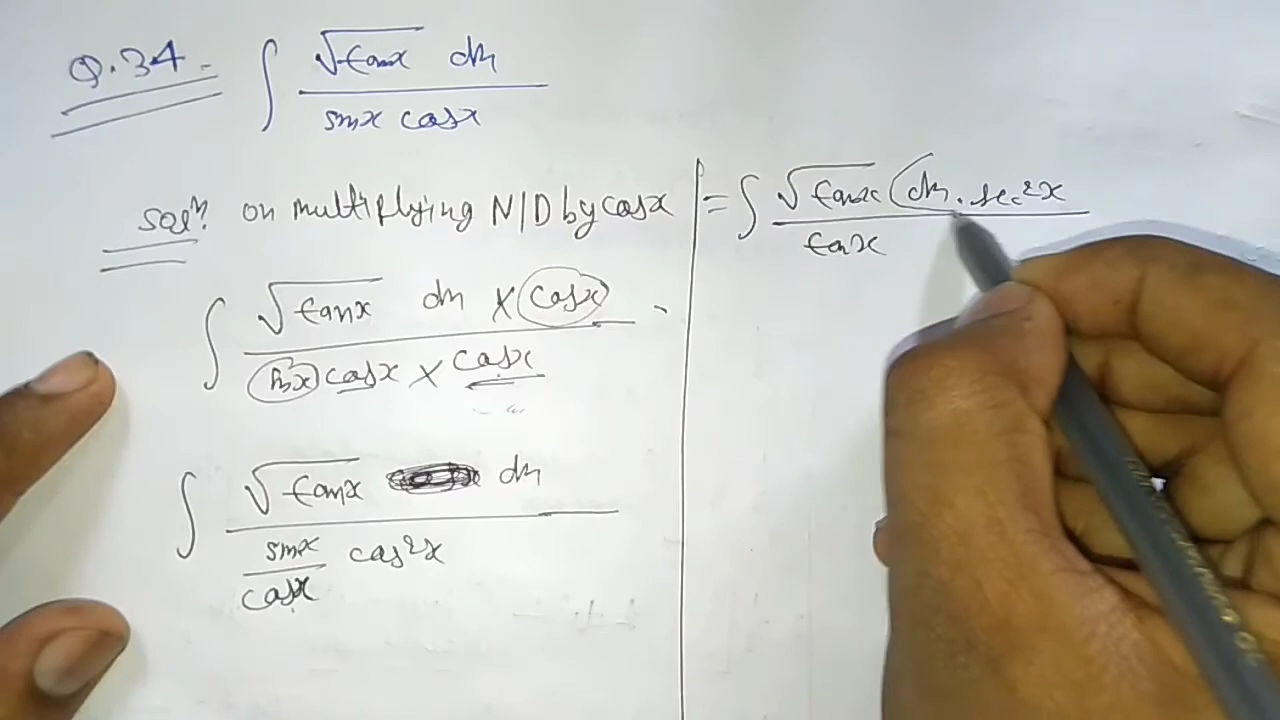 Q.34. ∫ √tanx dx
sinx cosx
Solⁿ. on multiplying N/D by cosx
∫ √tanx dx × cosx
sinx cosx × cosx
∫ √tanx dx
sinx cos²x
cosx
= ∫ √tanx (dx . sec²x
tanx